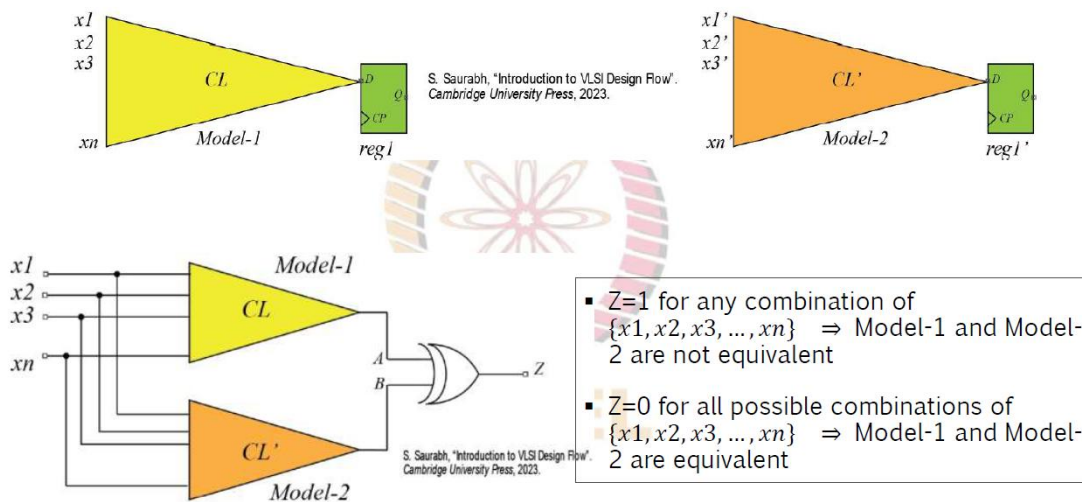 x1
x2
x3
xn
CL
Model-1
D
Q
CP
reg1
S. Saurabh, "Introduction to VLSI Design Flow".
Cambridge University Press, 2023.
x1'
x2'
x3'
xn'
CL'
Model-2
D
Q
CP
reg1'
x1
x2
x3
xn
Model-1
CL
A
B
Z
CL'
Model-2
S. Saurabh, "Introduction to VLSI Design Flow".
Cambridge University Press, 2023.
▪ Z=1 for any combination of
{x1, x2, x3, …, xn} ⇒ Model-1 and Model-
2 are not equivalent
▪ Z=0 for all possible combinations of
{x1, x2, x3, …, xn} ⇒ Model-1 and Model-
2 are equivalent